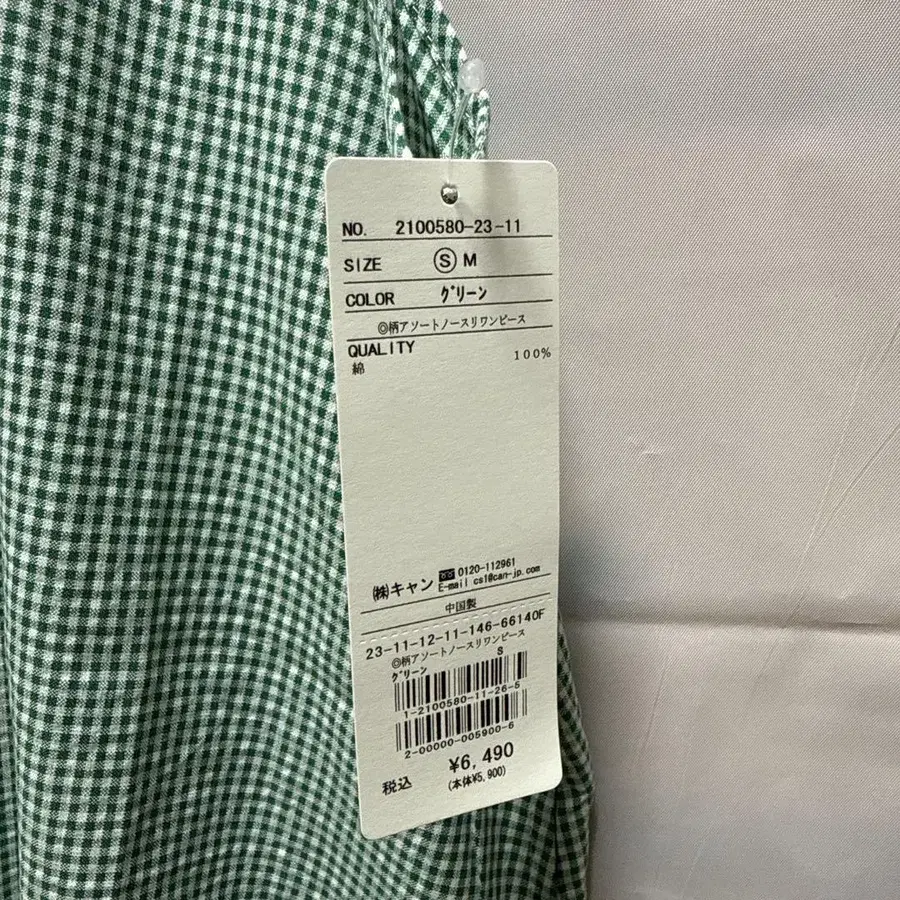 NO. 2100580-23-11
SIZE Ⓢ M
COLOR グリーン
◎柄アソートノースリワンピース
QUALITY
綿 100%
㈱キャン 0120-112961
E-mail cs1@can-jp.com
中国製
23-11-12-11-146-66140F
◎柄アソートノースリワンピース
グリーン S
1-2100580-11-26-5
2-00000-005900-6
¥6,490
税込 (本体¥5,900)